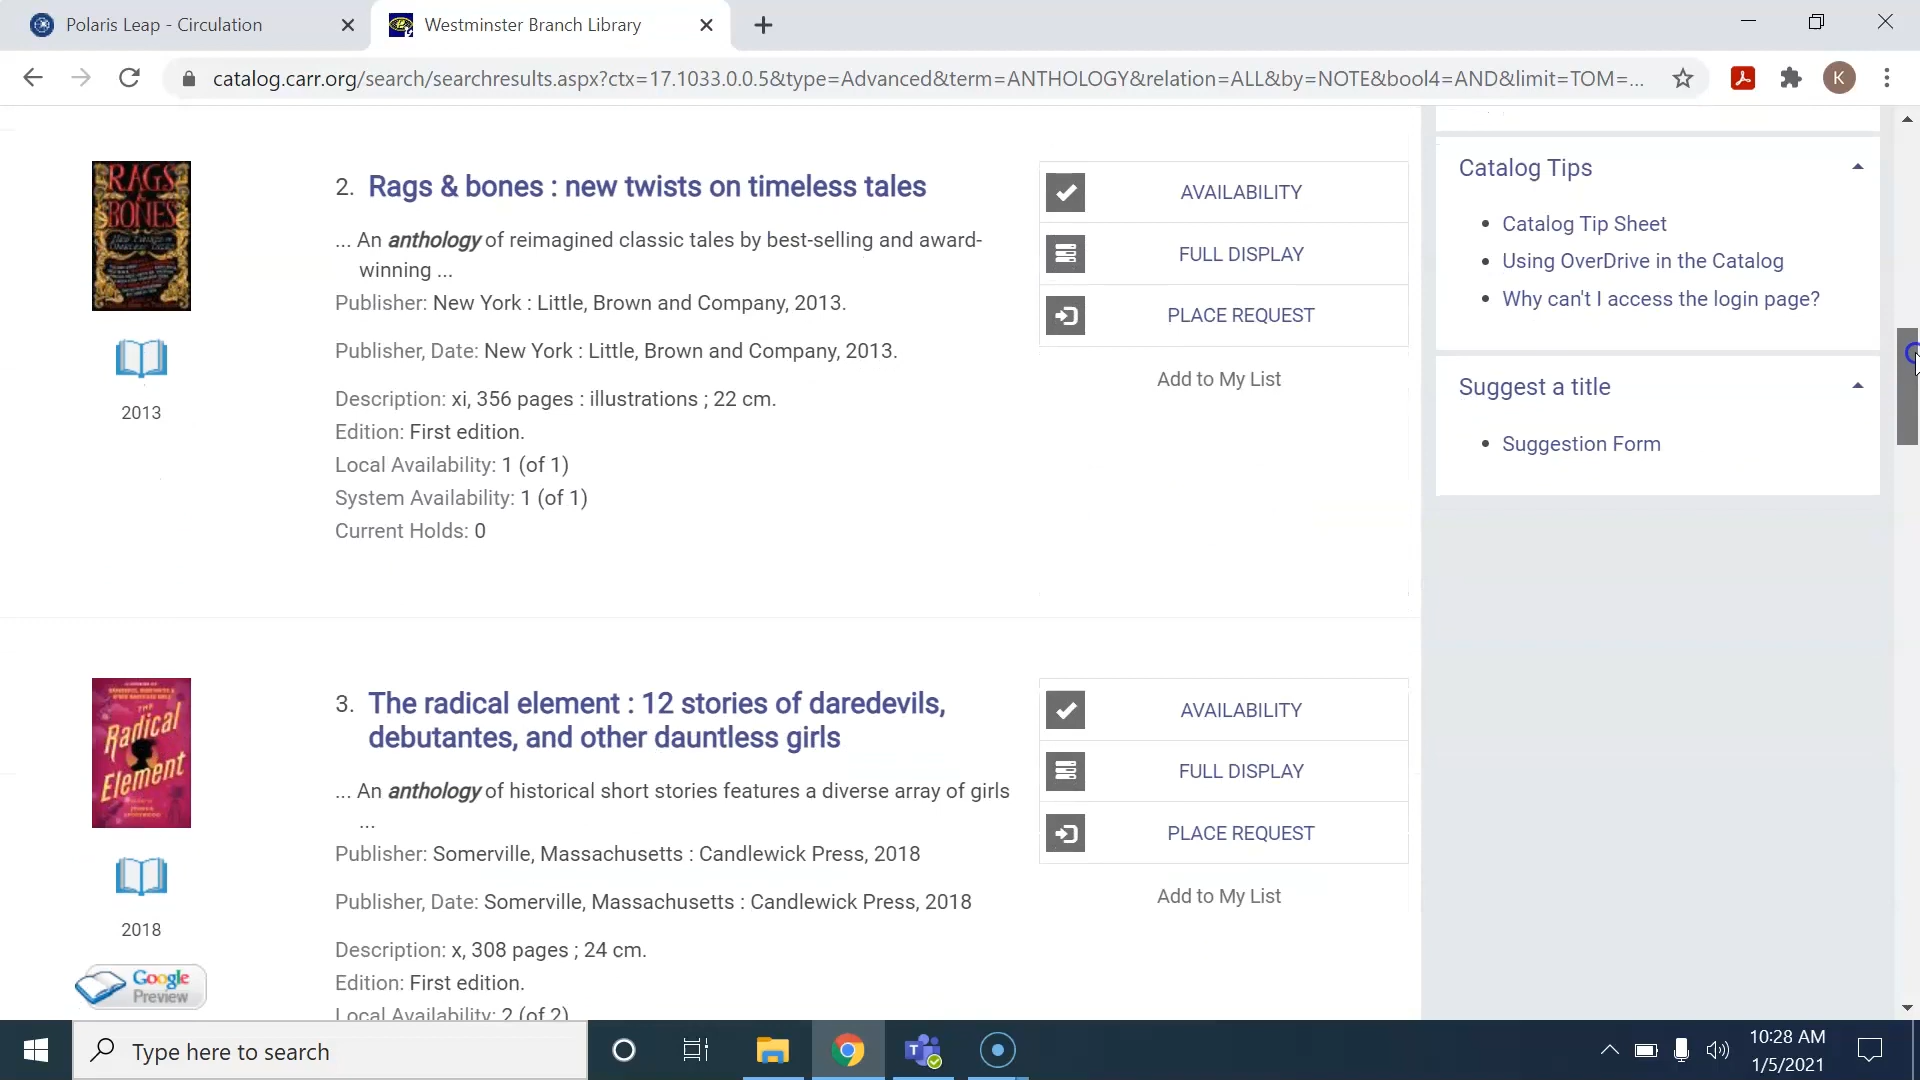 Polaris Leap - Circulation
Westminster Branch Library
catalog.carr.org/search/searchresults.aspx?ctx=17.1033.0.0.5&type=Advanced&term=ANTHOLOGY&relation=ALL&by=NOTE&bool4=AND&limit=TOM=...
K
RAGS & BONES
2013
2. Rags & bones : new twists on timeless tales
... An anthology of reimagined classic tales by best-selling and award-
winning ...
Publisher: New York : Little, Brown and Company, 2013.
Publisher, Date: New York : Little, Brown and Company, 2013.
Description: xi, 356 pages : illustrations ; 22 cm.
Edition: First edition.
Local Availability: 1 (of 1)
System Availability: 1 (of 1)
Current Holds: 0
AVAILABILITY
FULL DISPLAY
PLACE REQUEST
Add to My List
Catalog Tips
• Catalog Tip Sheet
• Using OverDrive in the Catalog
• Why can't I access the login page?
Suggest a title
• Suggestion Form
THE
Radical
Element
2018
Google
Preview
3. The radical element : 12 stories of daredevils,
debutantes, and other dauntless girls
... An anthology of historical short stories features a diverse array of girls
...
Publisher: Somerville, Massachusetts : Candlewick Press, 2018
Publisher, Date: Somerville, Massachusetts : Candlewick Press, 2018
Description: x, 308 pages ; 24 cm.
Edition: First edition.
Local Availability: 2 (of 2)
AVAILABILITY
FULL DISPLAY
PLACE REQUEST
Add to My List
Type here to search
10:28 AM
1/5/2021